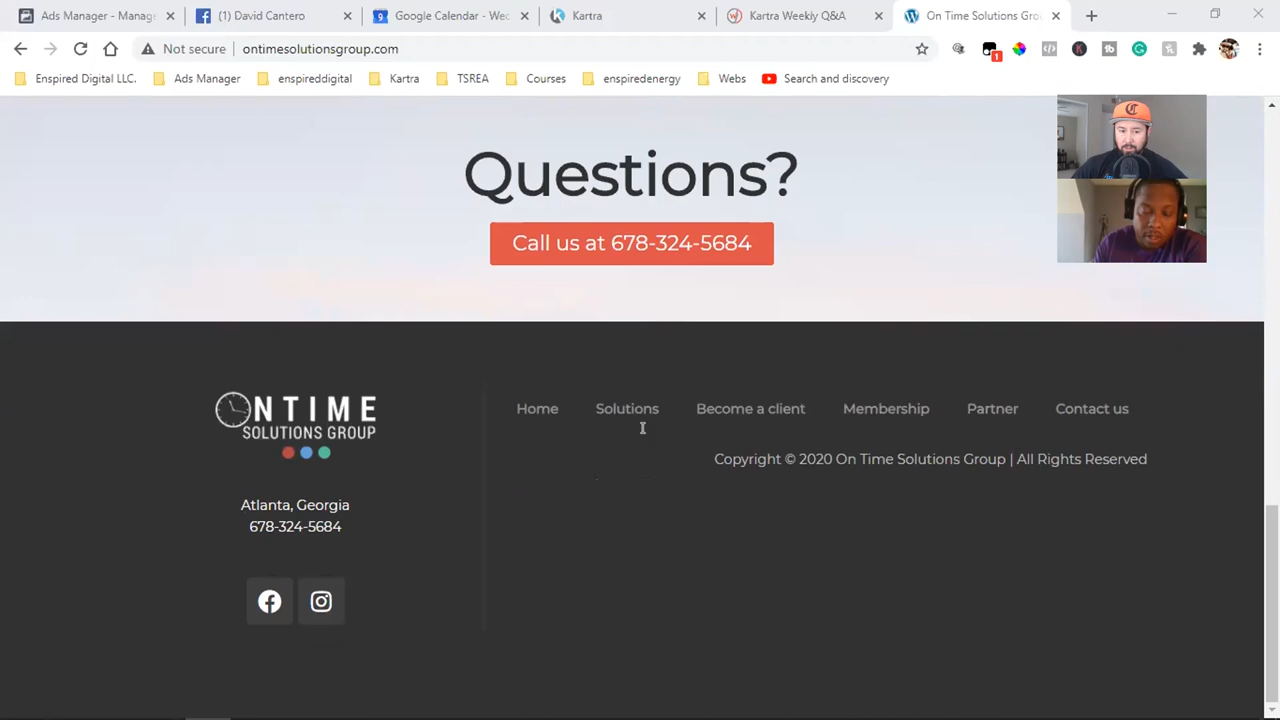 Ads Manager - Manag
(1) David Cantero
Google Calendar - Wec
Kartra
Kartra Weekly Q&A
On Time Solutions Gro
Not secure | ontimesolutionsgroup.com
1
Enspired Digital LLC.
Ads Manager
enspireddigital
Kartra
TSREA
Courses
enspiredenergy
Webs
Search and discovery
Questions?
Call us at 678-324-5684
ONTIME
SOLUTIONS GROUP
Home
Solutions
Become a client
Membership
Partner
Contact us
Copyright © 2020 On Time Solutions Group | All Rights Reserved
Atlanta, Georgia
678-324-5684